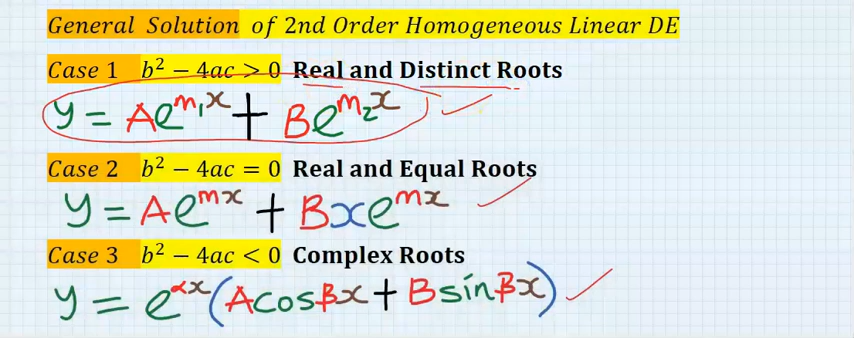 General Solution of 2nd Order Homogeneous Linear DE
Case 1 b² − 4ac > 0 Real and Distinct Roots
y = Ae^{m₁x} + Be^{m₂x}
Case 2 b² − 4ac = 0 Real and Equal Roots
y = Ae^{mx} + Bxe^{mx}
Case 3 b² − 4ac < 0 Complex Roots
y = e^{αx}(Acosβx + Bsinβx)